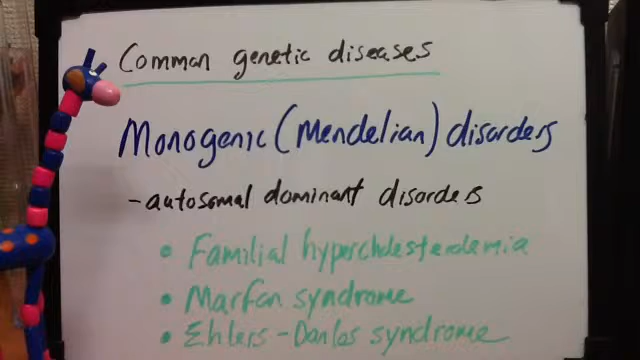 Common genetic diseases
Monogenic (Mendelian) disorders
- autosomal dominant disorders
• Familial hypercholesterolemia
• Marfan syndrome
• Ehlers-Danlos syndrome